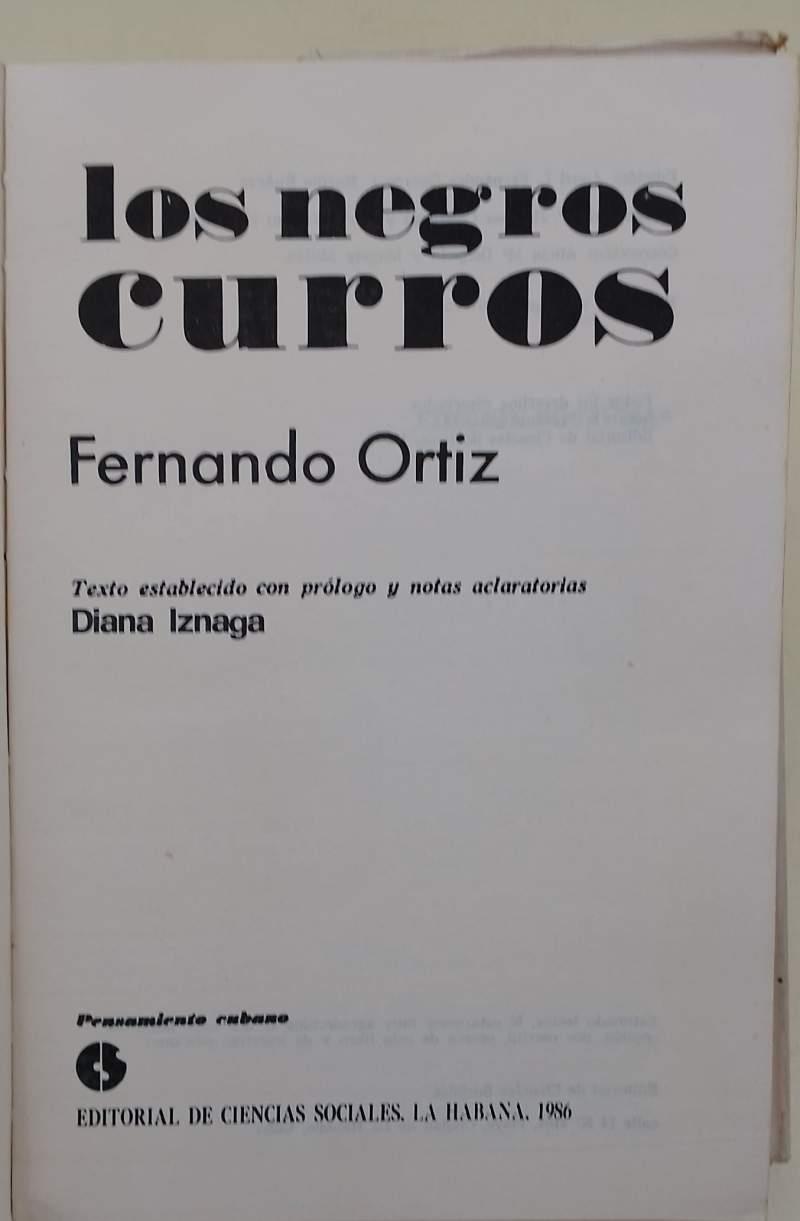 los negros
curros
Fernando Ortiz
Texto establecido con prólogo y notas aclaratorias
Diana Iznaga
Pensamiento cubano
EDITORIAL DE CIENCIAS SOCIALES, LA HABANA, 1986